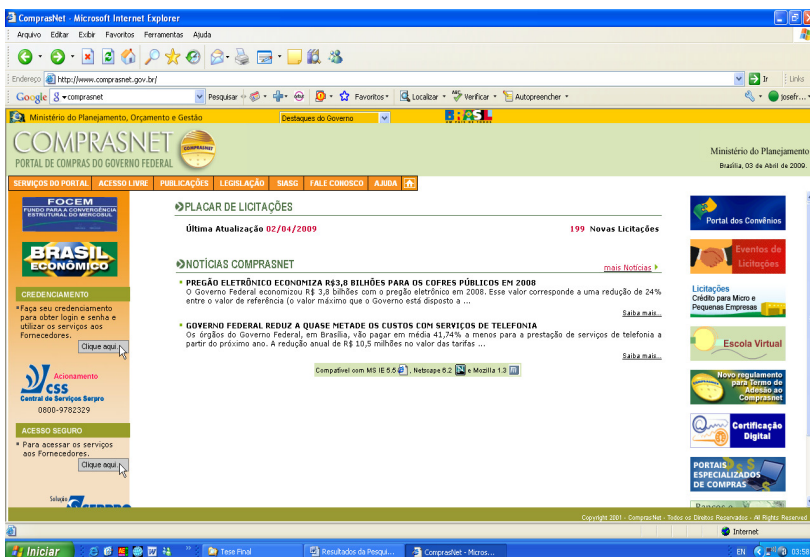 ComprasNet - Microsoft Internet Explorer
Arquivo Editar Exibir Favoritos Ferramentas Ajuda
Endereço http://www.comprasnet.gov.br/ Ir Links
Google comprasnet Pesquisar Favoritos Localizar Verificar Autopreencher josefr...
Ministério do Planejamento, Orçamento e Gestão Destaques do Governo BRASIL
COMPRASNET
PORTAL DE COMPRAS DO GOVERNO FEDERAL
Ministério do Planejamento
Brasília, 03 de Abril de 2009.
SERVIÇOS DO PORTAL ACESSO LIVRE PUBLICAÇÕES LEGISLAÇÃO SIASG FALE CONOSCO AJUDA
FOCEM
FUNDO PARA A CONVERGÊNCIA
ESTRUTURAL DO MERCOSUL
BRASIL
ECONÔMICO
CREDENCIAMENTO
Faça seu credenciamento
para obter login e senha e
utilizar os serviços aos
Fornecedores.
Clique aqui
Acionamento
CSS
Central de Serviços Serpro
0800-9782329
ACESSO SEGURO
Para acessar os serviços
aos Fornecedores.
Clique aqui
Solução
SERPRO
PLACAR DE LICITAÇÕES
Última Atualização 02/04/2009 199 Novas Licitações
NOTÍCIAS COMPRASNET
mais Notícias
PREGÃO ELETRÔNICO ECONOMIZA R$3,8 BILHÕES PARA OS COFRES PÚBLICOS EM 2008
O Governo Federal economizou R$ 3,8 bilhões com o pregão eletrônico em 2008. Esse valor corresponde a uma redução de 24%
entre o valor de referência (o valor máximo que o Governo está disposto a ...
Saiba mais...
GOVERNO FEDERAL REDUZ A QUASE METADE OS CUSTOS COM SERVIÇOS DE TELEFONIA
Os órgãos do Governo Federal, em Brasília, vão pagar em média 41,74% a menos para a prestação de serviços de telefonia a
partir do próximo ano. A redução anual de R$ 10,5 milhões no valor das tarifas ...
Saiba mais...
Compatível com MS IE 5.5 , Netscape 6.2 e Mozilla 1.3
Portal dos Convênios
Eventos de
Licitações
Licitações
Crédito para Micro e
Pequenas Empresas
Escola Virtual
Novo regulamento
para Termo de
Adesão ao
Comprasnet
Certificação
Digital
PORTAIS
ESPECIALIZADOS
DE COMPRAS
Copyright 2001 - ComprasNet - Todos os Direitos Reservados - All Rights Reserved
Internet
Iniciar Tese Final Resultados da Pesqui... ComprasNet - Micros... EN 03:58